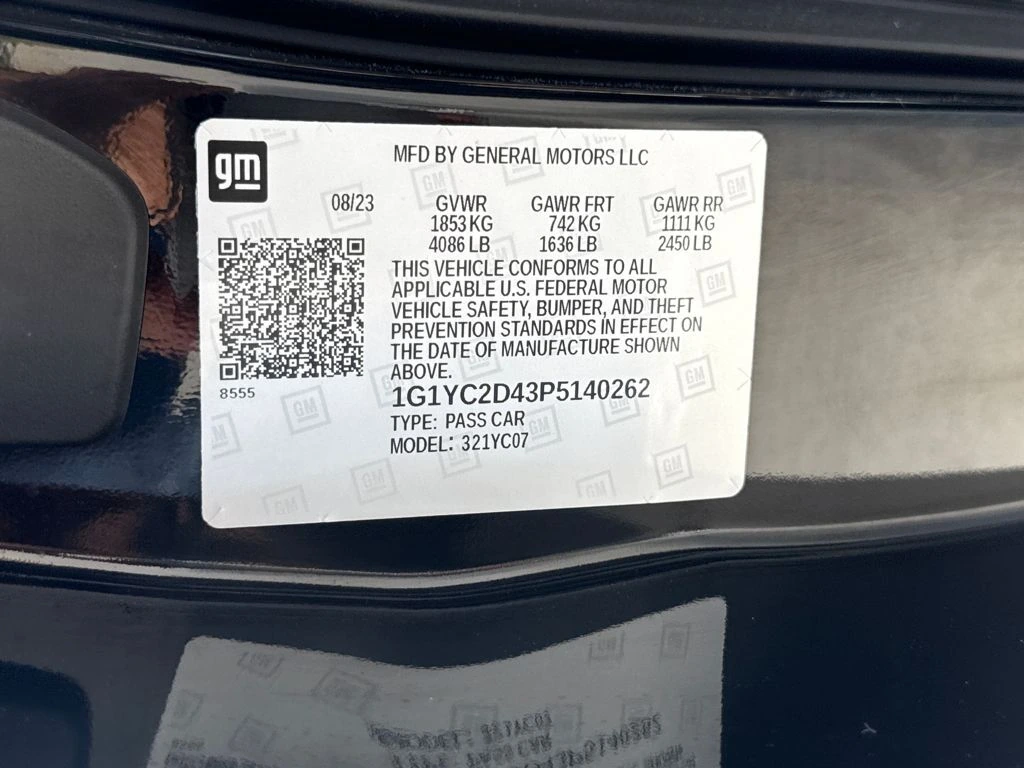 gm
MFD BY GENERAL MOTORS LLC
08/23 GVWR GAWR FRT GAWR RR
1853 KG 742 KG 1111 KG
4086 LB 1636 LB 2450 LB
THIS VEHICLE CONFORMS TO ALL
APPLICABLE U.S. FEDERAL MOTOR
VEHICLE SAFETY, BUMPER, AND THEFT
PREVENTION STANDARDS IN EFFECT ON
THE DATE OF MANUFACTURE SHOWN
ABOVE.
8555
1G1YC2D43P5140262
TYPE: PASS CAR
MODEL: 321YC07